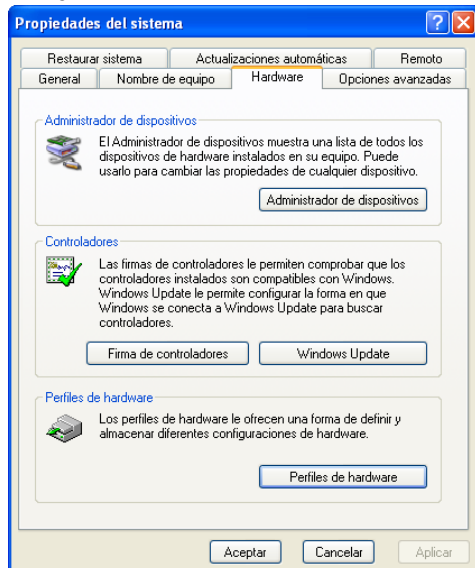 Propiedades del sistema
Restaurar sistema Actualizaciones automáticas Remoto
General Nombre de equipo Hardware Opciones avanzadas
Administrador de dispositivos
El Administrador de dispositivos muestra una lista de todos los
dispositivos de hardware instalados en su equipo. Puede
usarlo para cambiar las propiedades de cualquier dispositivo.
Administrador de dispositivos
Controladores
Las firmas de controladores le permiten comprobar que los
controladores instalados son compatibles con Windows.
Windows Update le permite configurar la forma en que
Windows se conecta a Windows Update para buscar
controladores.
Firma de controladores Windows Update
Perfiles de hardware
Los perfiles de hardware le ofrecen una forma de definir y
almacenar diferentes configuraciones de hardware.
Perfiles de hardware
Aceptar Cancelar Aplicar